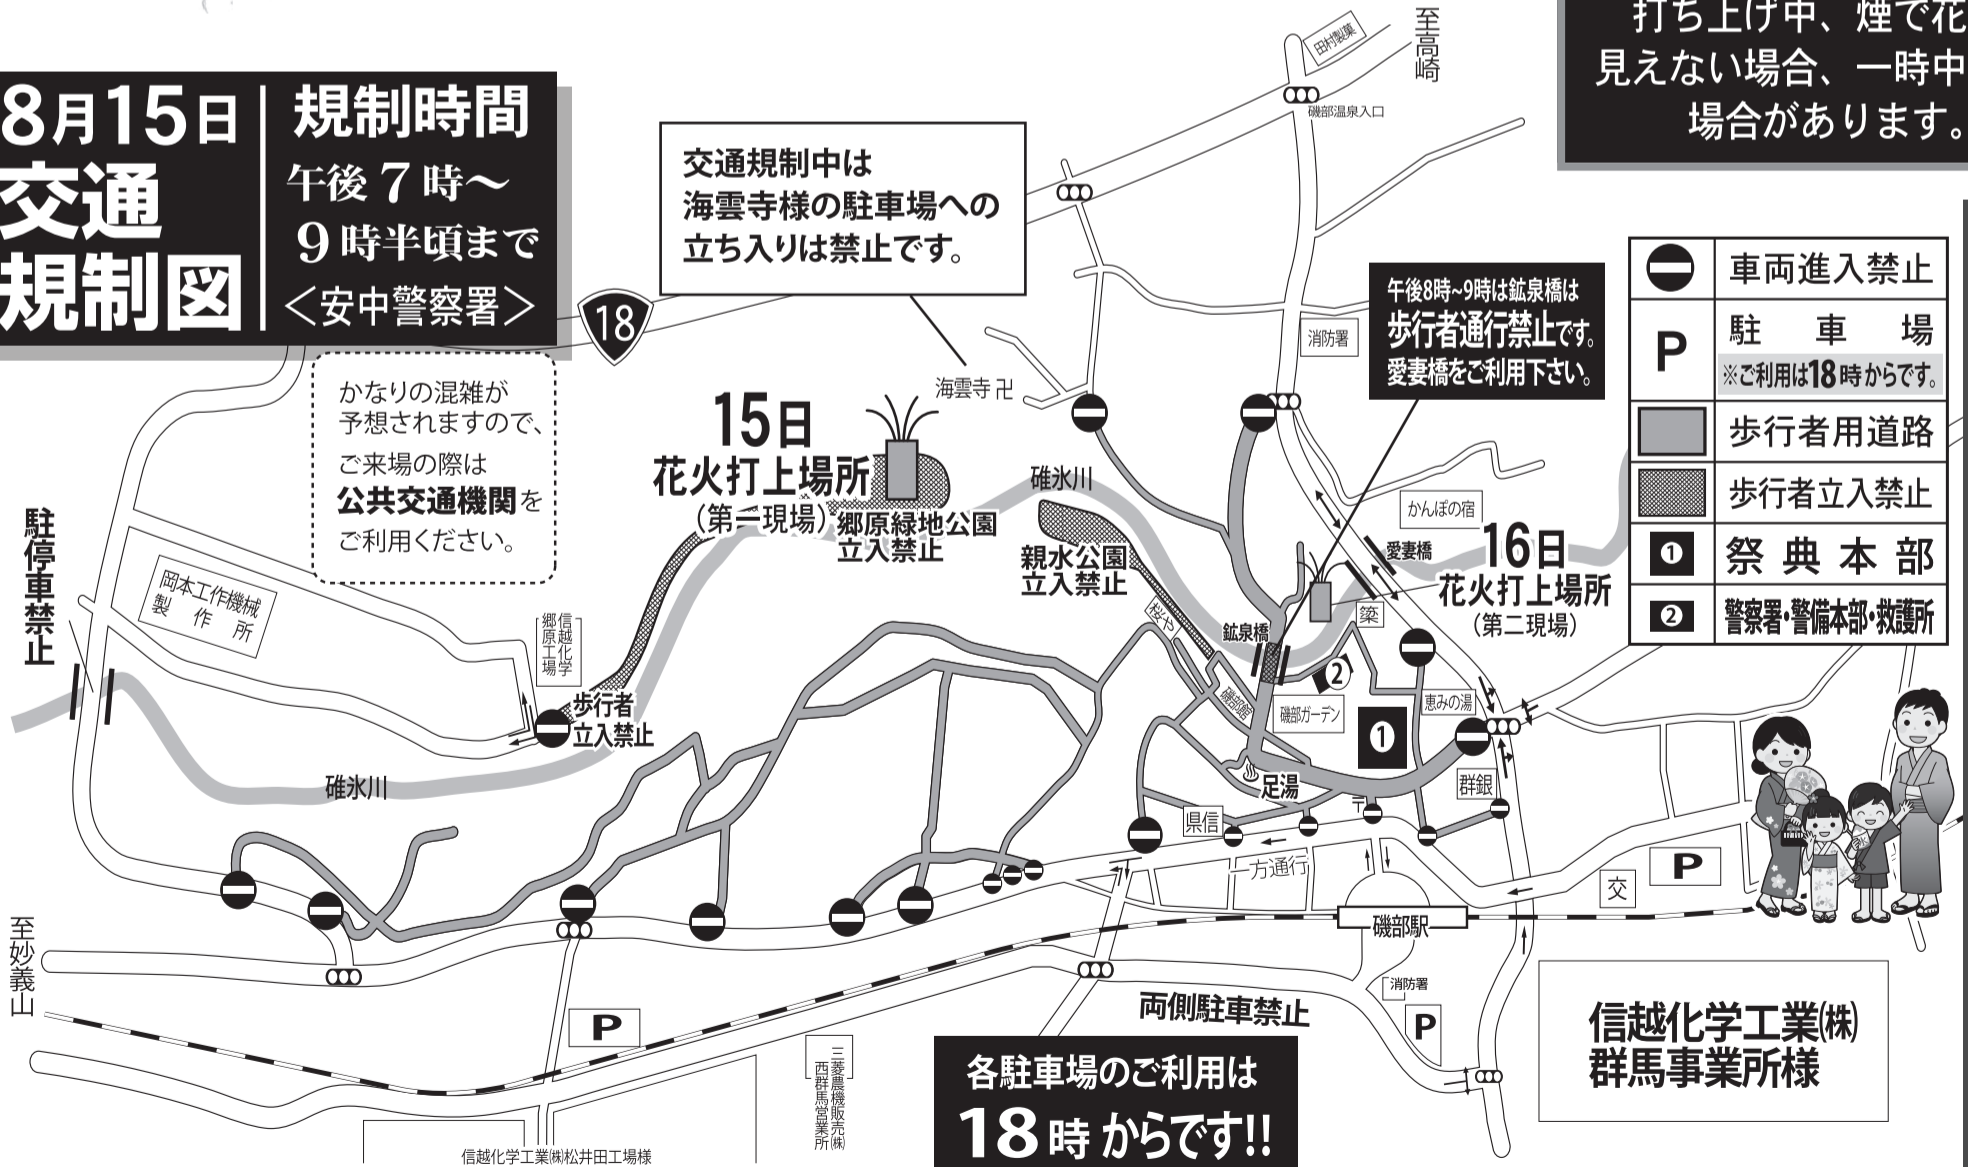 打ち上げ中、煙で花
見えない場合、一時中
場合があります。
8月15日
交通
規制図
規制時間
午後7時～
9時半頃まで
＜安中警察署＞
交通規制中は
海雲寺様の駐車場への
立ち入りは禁止です。
18
かなりの混雑が
予想されますので、
ご来場の際は
公共交通機関を
ご利用ください。
至高崎
田村製菓
磯部温泉入口
消防署
午後8時~9時は鉱泉橋は
歩行者通行禁止です。
愛妻橋をご利用下さい。
車両進入禁止
P
駐車場
※ご利用は18時からです。
歩行者用道路
歩行者立入禁止
1
祭典本部
2
警察署・警備本部・救護所
海雲寺 卍
15日
花火打上場所
(第一現場)
郷原緑地公園
立入禁止
碓氷川
親水公園
立入禁止
かんぽの宿
愛妻橋
16日
花火打上場所
(第二現場)
簗
桜や
鉱泉橋
2
磯部館
磯部ガーデン
1
恵みの湯
駐停車禁止
岡本工作機械
製作所
信越化学
郷原工場
歩行者
立入禁止
碓氷川
♨
足湯
群銀
〒
県信
一方通行
磯部駅
交
P
至妙義山
P
三菱農機販売㈱
西群馬営業所
両側駐車禁止
消防署
P
信越化学工業㈱
群馬事業所様
各駐車場のご利用は
18時からです!!
信越化学工業㈱松井田工場様